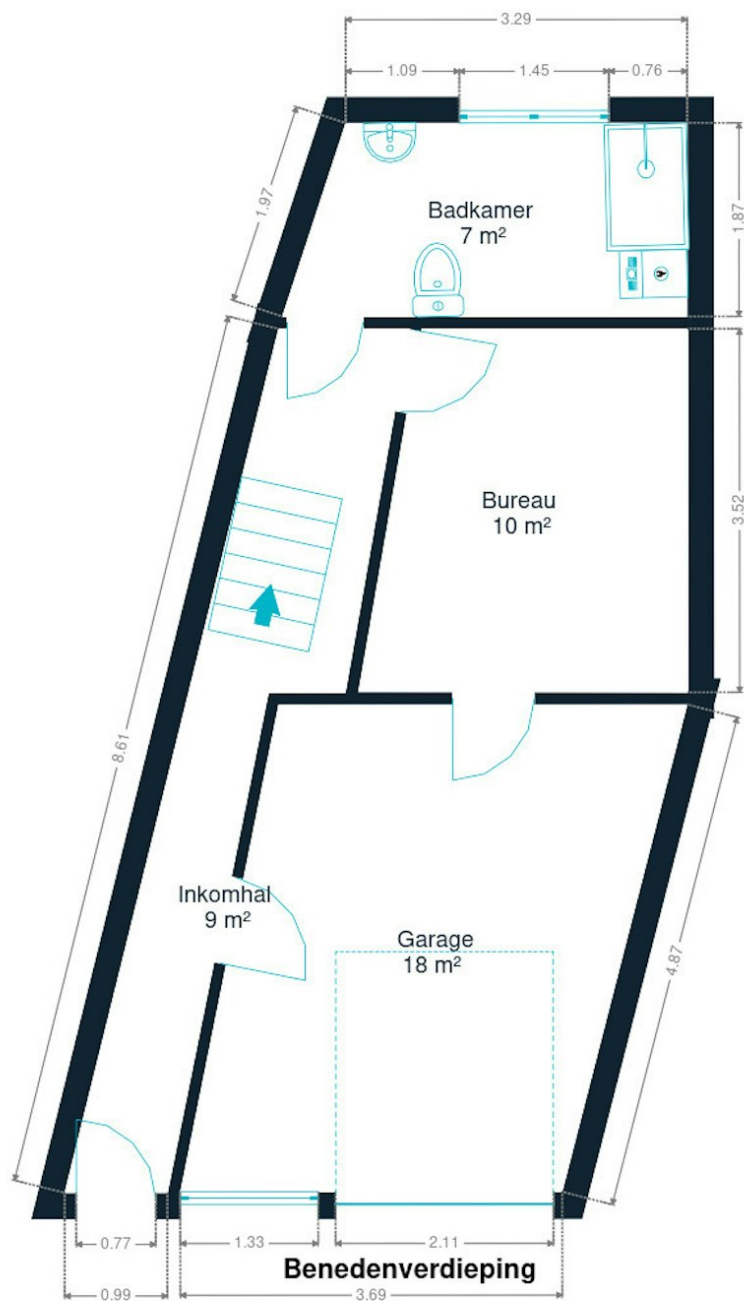 3.29
1.09
1.45
0.76
1.97
1.87
Badkamer
7 m²
3.52
Bureau
10 m²
8.61
Inkomhal
9 m²
Garage
18 m²
4.87
0.77
1.33
2.11
Benedenverdieping
0.99
3.69